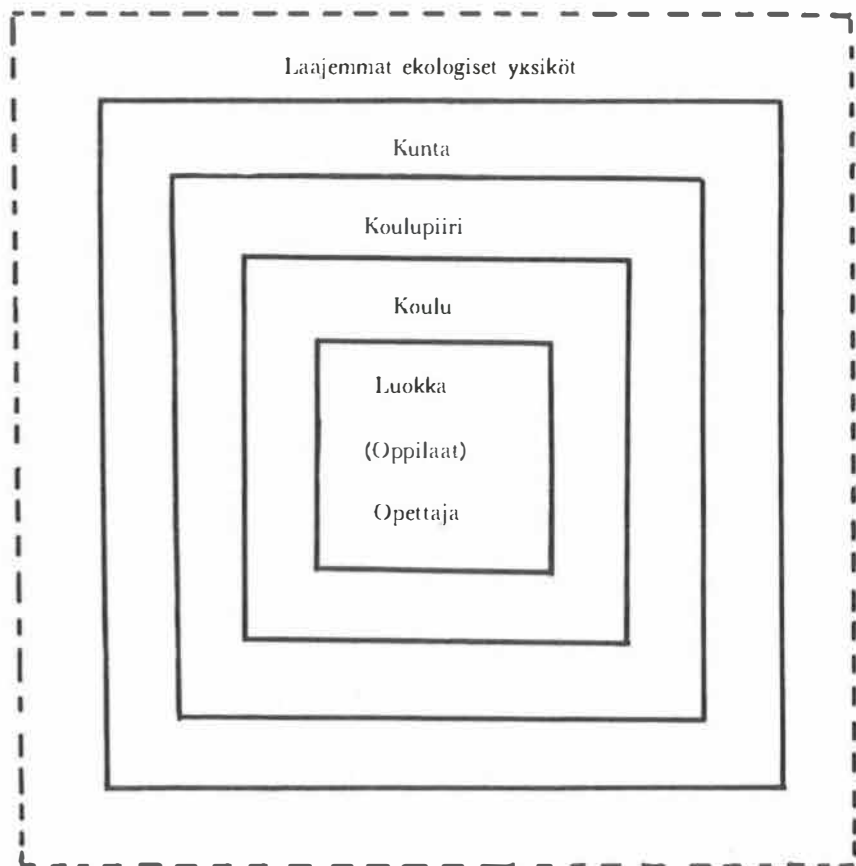 Laajemmat ekologiset yksiköt
Kunta
Koulupiiri
Koulu
Luokka
(Oppilaat)
Opettaja